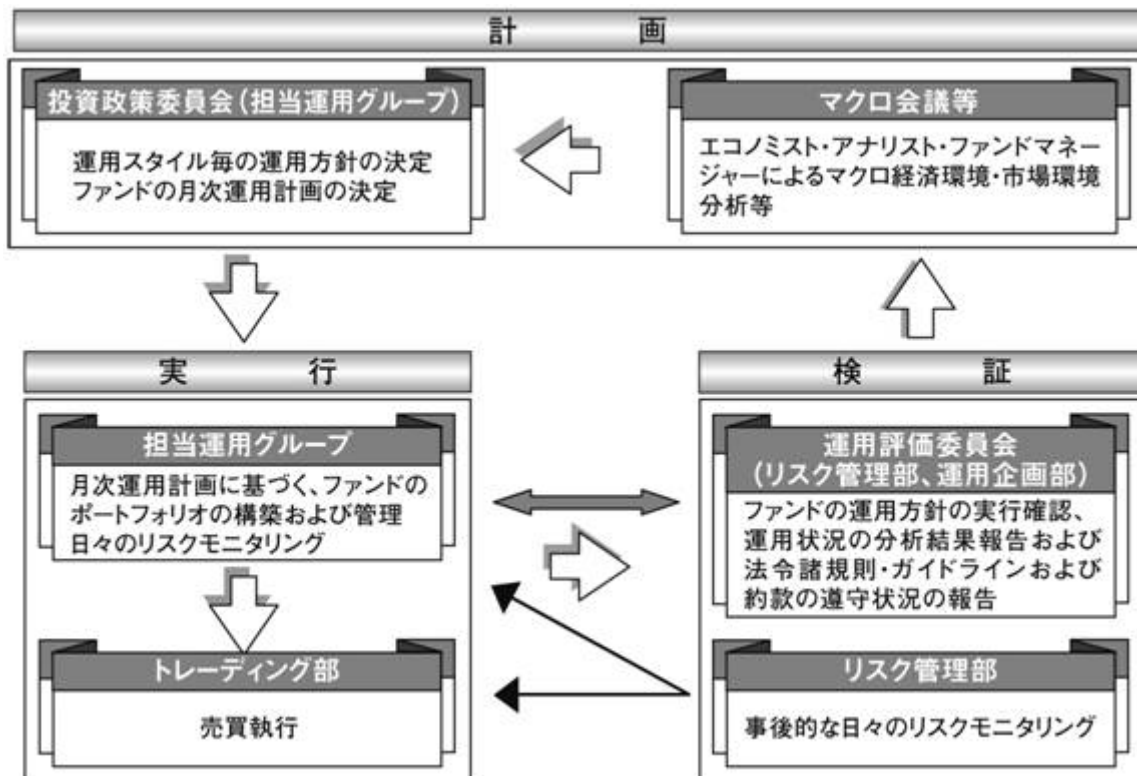 計画
投資政策委員会(担当運用グループ)
運用スタイル毎の運用方針の決定
ファンドの月次運用計画の決定
マクロ会議等
エコノミスト・アナリスト・ファンドマネー
ジャーによるマクロ経済環境・市場環境
分析等
実行
担当運用グループ
月次運用計画に基づく、ファンドの
ポートフォリオの構築および管理
日々のリスクモニタリング
トレーディング部
売買執行
検証
運用評価委員会
(リスク管理部、運用企画部)
ファンドの運用方針の実行確認、
運用状況の分析結果報告および
法令諸規則・ガイドラインおよび
約款の遵守状況の報告
リスク管理部
事後的な日々のリスクモニタリング